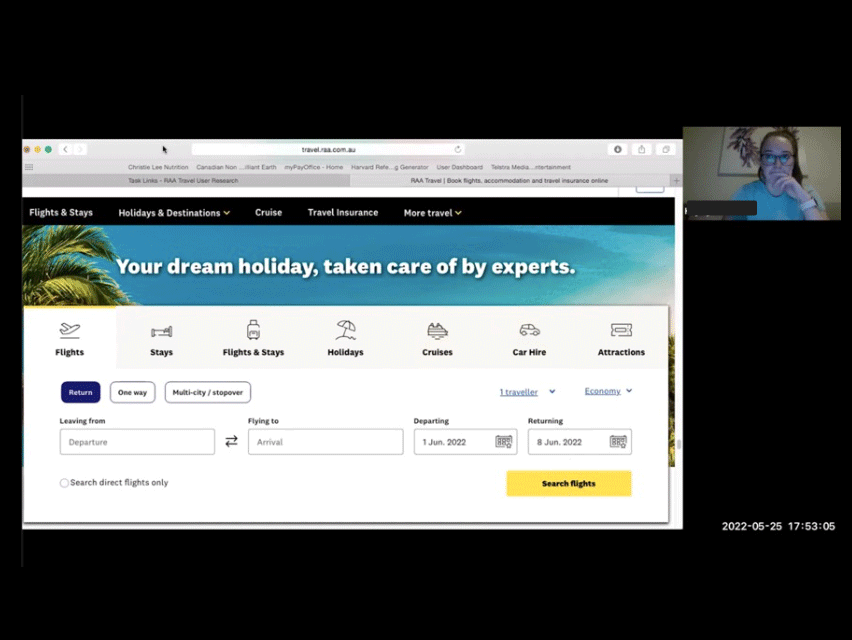 travel.raa.com.au
Christie Lee Nutrition Canadian Non ...illiant Earth myPayOffice - Home Harvard Refe...g Generator User Dashboard Telstra Media...ntertainment
Task Links - RAA Travel User Research RAA Travel | Book flights, accommodation and travel insurance online
Flights & Stays Holidays & Destinations Cruise Travel Insurance More travel
Your dream holiday, taken care of by experts.
Flights Stays Flights & Stays Holidays Cruises Car Hire Attractions
Return One way Multi-city / stopover 1 traveller Economy
Leaving from Flying to Departing Returning
Departure Arrival 1 Jun. 2022 8 Jun. 2022
Search direct flights only Search flights
2022-05-25 17:53:05